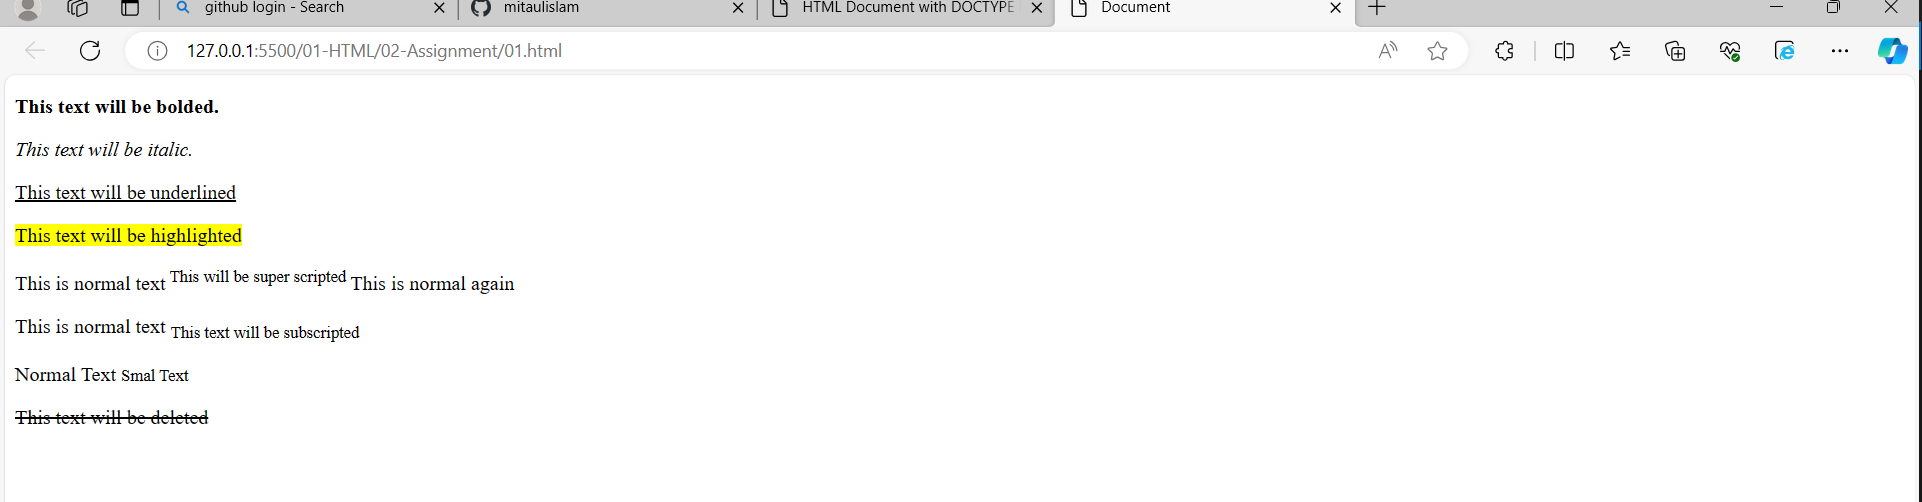 github login - Search
mitaulislam
HTML Document with DOCTYPE
Document
127.0.0.1:5500/01-HTML/02-Assignment/01.html
This text will be bolded.
This text will be italic.
This text will be underlined
This text will be highlighted
This is normal text This will be super scripted This is normal again
This is normal text This text will be subscripted
Normal Text Smal Text
This text will be deleted